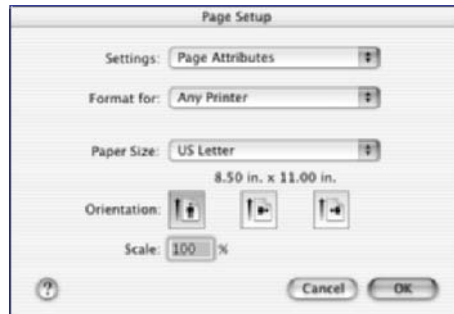 Page Setup
Settings: Page Attributes
Format for: Any Printer
Paper Size: US Letter
8.50 in. x 11.00 in.
Orientation:
Scale: 100 %
? Cancel OK